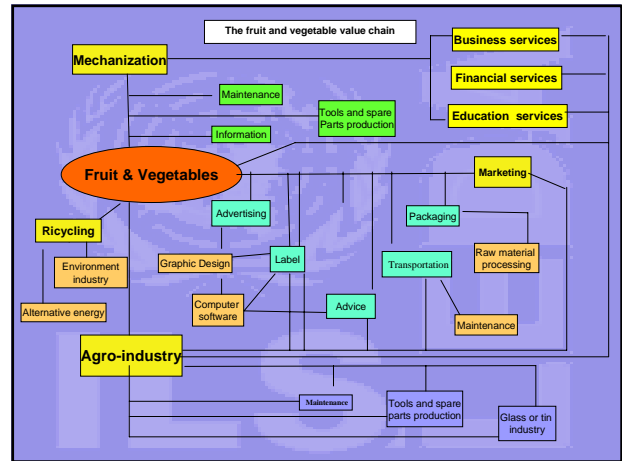 The fruit and vegetable value chain
Business services
Mechanization
Financial services
Maintenance
Tools and spare
Parts production
Education services
Information
Fruit & Vegetables
Marketing
Advertising
Packaging
Ricycling
Graphic Design
Label
Transportation
Raw material
processing
Environment
industry
Alternative energy
Computer
software
Advice
Maintenance
Agro-industry
Maintenance
Tools and spare
parts production
Glass or tin
industry